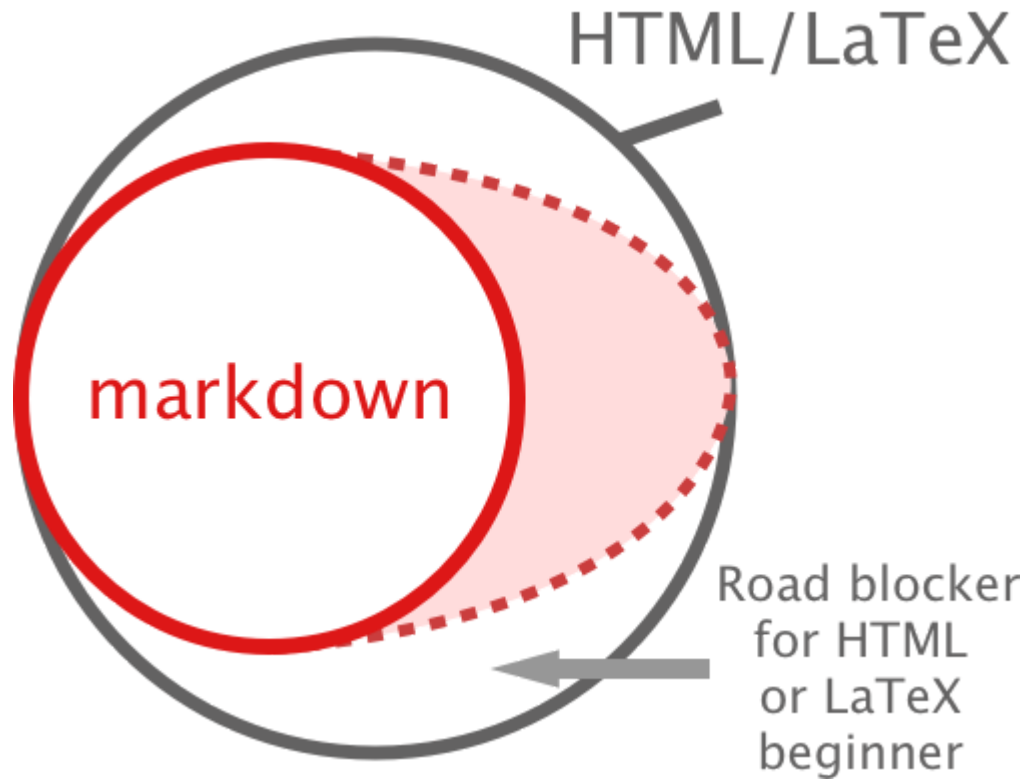 HTML/LaTeX
markdown
Road blocker
for HTML
or LaTeX
beginner